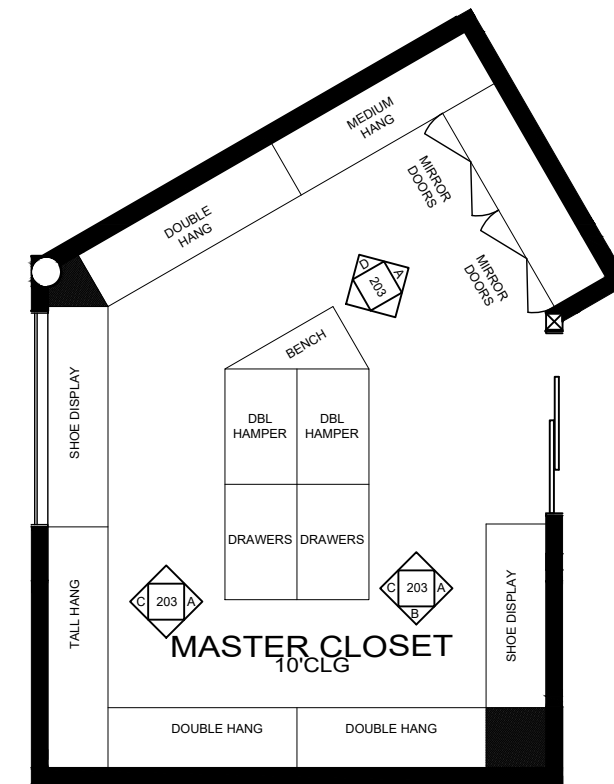 MEDIUM
HANG
DOUBLE
HANG
MIRROR
DOORS
MIRROR
DOORS
D
A
203
BENCH
SHOE DISPLAY
DBL
HAMPER
DBL
HAMPER
DRAWERS
DRAWERS
TALL HANG
C
203
A
C
203
A
B
SHOE DISPLAY
MASTER CLOSET
10'CLG
DOUBLE HANG
DOUBLE HANG